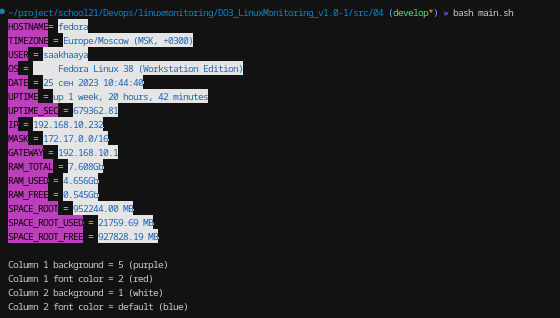 ~/project/school21/Devops/linuxmonitoring/DO3_LinuxMonitoring_v1.0-1/src/04 (develop*) » bash main.sh
HOSTNAME= fedora
TIMEZONE = Europe/Moscow (MSK, +0300)
USER = saakhaaya
OS = Fedora Linux 38 (Workstation Edition)
DATE = 25 сен 2023 10:44:40
UPTIME = up 1 week, 20 hours, 42 minutes
UPTIME_SEC = 679362.81
IP = 192.168.10.232
MASK = 172.17.0.0/16
GATEWAY = 192.168.10.1
RAM_TOTAL = 7.608Gb
RAM_USED = 4.656Gb
RAM_FREE = 0.545Gb
SPACE_ROOT = 952244.00 MB
SPACE_ROOT_USED = 21759.69 MB
SPACE_ROOT_FREE = 927828.19 MB
Column 1 background = 5 (purple)
Column 1 font color = 2 (red)
Column 2 background = 1 (white)
Column 2 font color = default (blue)